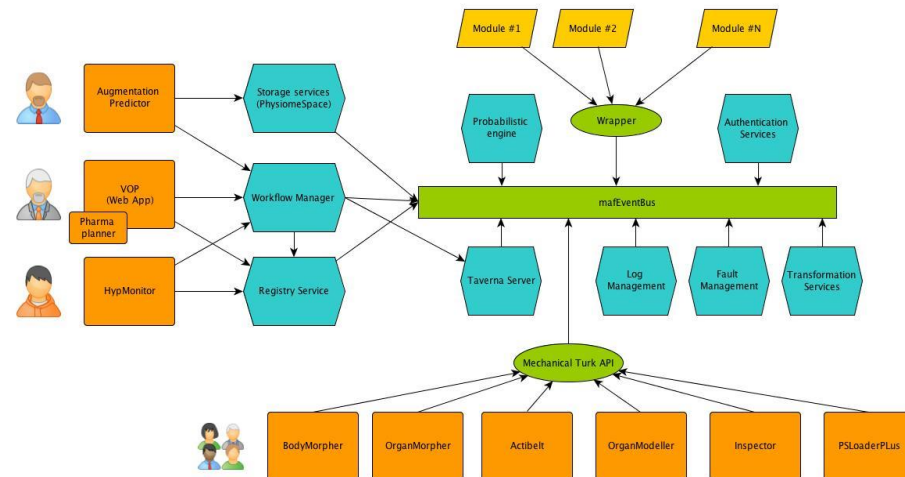 Module #1
Module #2
Module #N
Augmentation
Predictor
Storage services
(PhysiomeSpace)
Probabilistic
engine
Wrapper
Authentication
Services
VOP
(Web App)
Pharma
planner
Workflow Manager
mafEventBus
HypMonitor
Registry Service
Taverna Server
Log
Management
Fault
Management
Transformation
Services
Mechanical Turk API
BodyMorpher
OrganMorpher
Actibelt
OrganModeller
Inspector
PSLoaderPLus